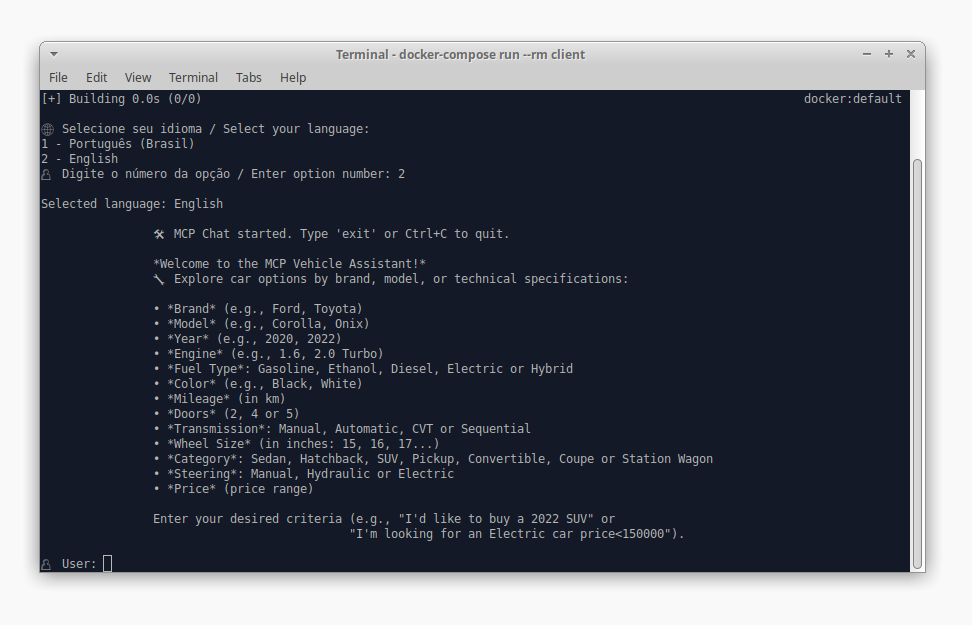 Terminal - docker-compose run --rm client
File Edit View Terminal Tabs Help
[+] Building 0.0s (0/0) docker:default
Selecione seu idioma / Select your language:
1 - Português (Brasil)
2 - English
Digite o número da opção / Enter option number: 2
Selected language: English
🛠 MCP Chat started. Type 'exit' or Ctrl+C to quit.
*Welcome to the MCP Vehicle Assistant!*
🔧 Explore car options by brand, model, or technical specifications:
• *Brand* (e.g., Ford, Toyota)
• *Model* (e.g., Corolla, Onix)
• *Year* (e.g., 2020, 2022)
• *Engine* (e.g., 1.6, 2.0 Turbo)
• *Fuel Type*: Gasoline, Ethanol, Diesel, Electric or Hybrid
• *Color* (e.g., Black, White)
• *Mileage* (in km)
• *Doors* (2, 4 or 5)
• *Transmission*: Manual, Automatic, CVT or Sequential
• *Wheel Size* (in inches: 15, 16, 17...)
• *Category*: Sedan, Hatchback, SUV, Pickup, Convertible, Coupe or Station Wagon
• *Steering*: Manual, Hydraulic or Electric
• *Price* (price range)
Enter your desired criteria (e.g., "I'd like to buy a 2022 SUV" or
"I'm looking for an Electric car price<150000").
User: